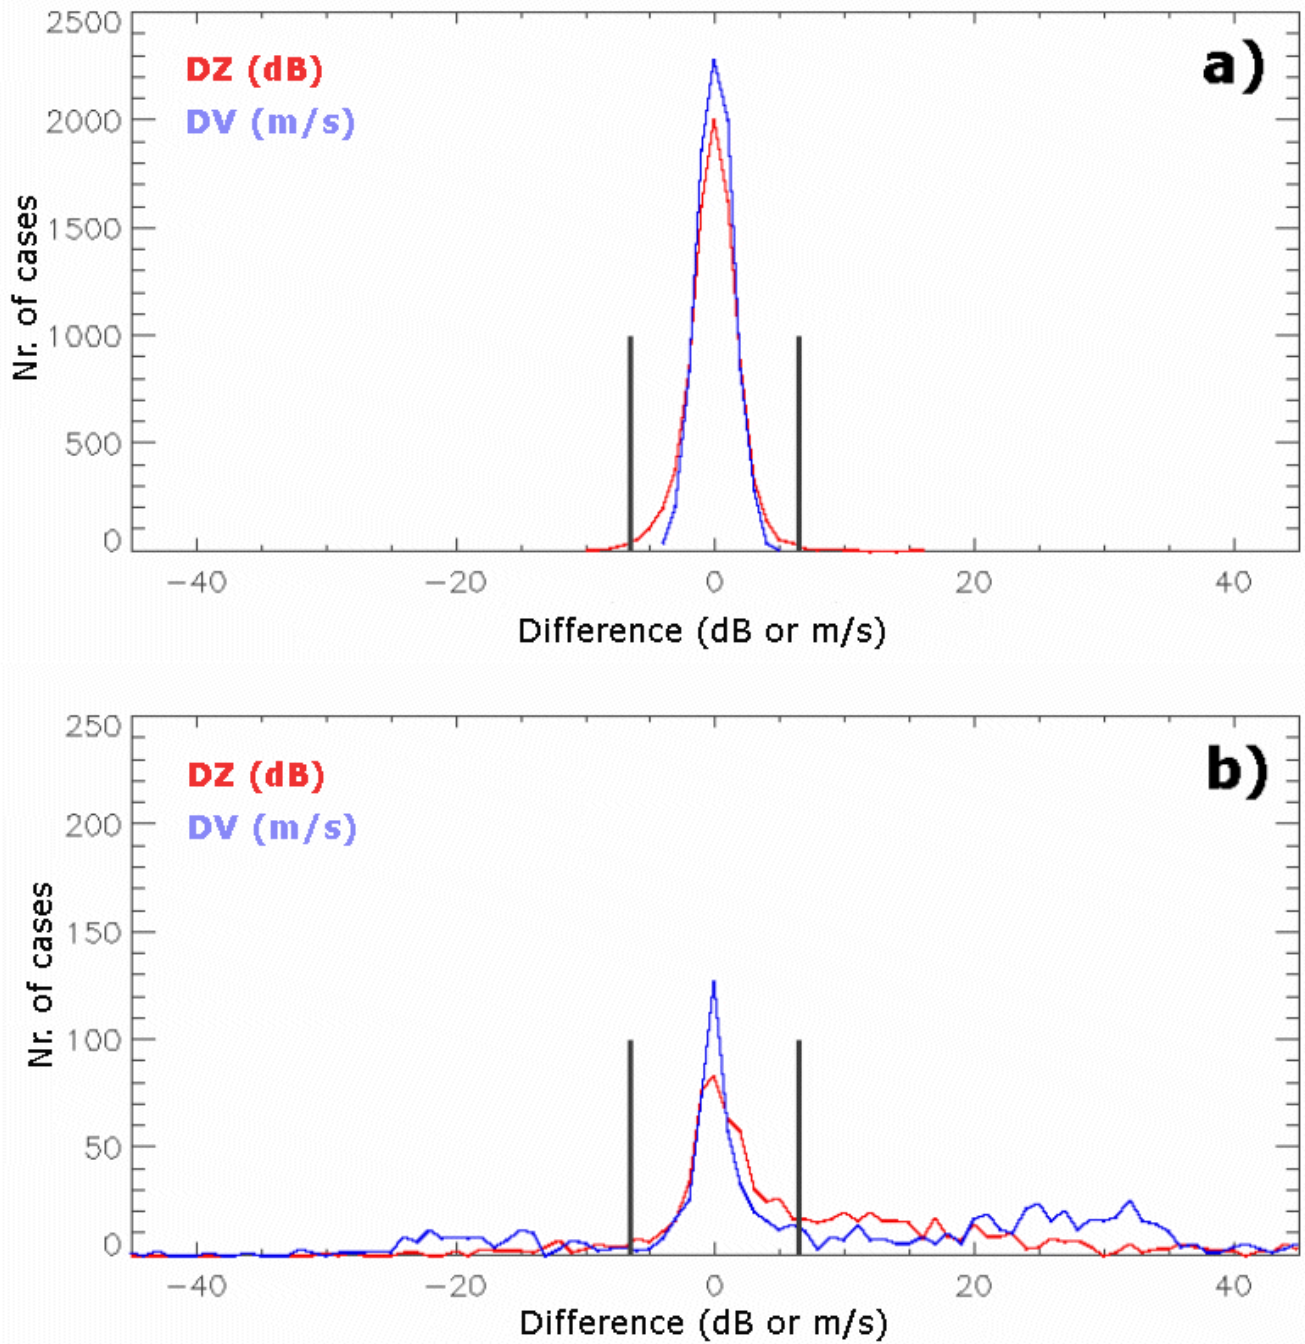 2500
DZ (dB)
a)
DV (m/s)
2000
1500
1000
500
0
Nr. of cases
−40 −20 0 20 40
Difference (dB or m/s)
250
DZ (dB)
b)
DV (m/s)
200
150
100
50
0
Nr. of cases
−40 −20 0 20 40
Difference (dB or m/s)